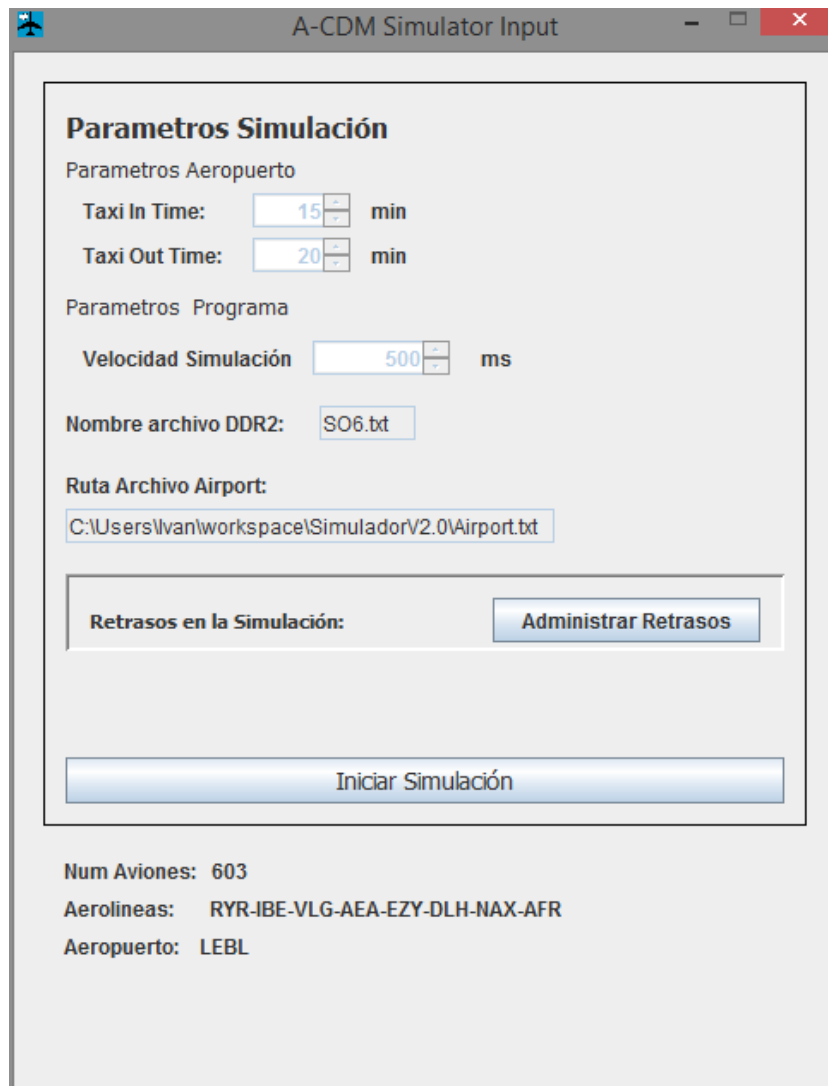 A-CDM Simulator Input
Parametros Simulación
Parametros Aeropuerto
Taxi In Time: 15 min
Taxi Out Time: 20 min
Parametros Programa
Velocidad Simulación 500 ms
Nombre archivo DDR2: SO6.txt
Ruta Archivo Airport:
C:\Users\Ivan\workspace\SimuladorV2.0\Airport.txt
Retrasos en la Simulación: Administrar Retrasos
Iniciar Simulación
Num Aviones: 603
Aerolineas: RYR-IBE-VLG-AEA-EZY-DLH-NAX-AFR
Aeropuerto: LEBL